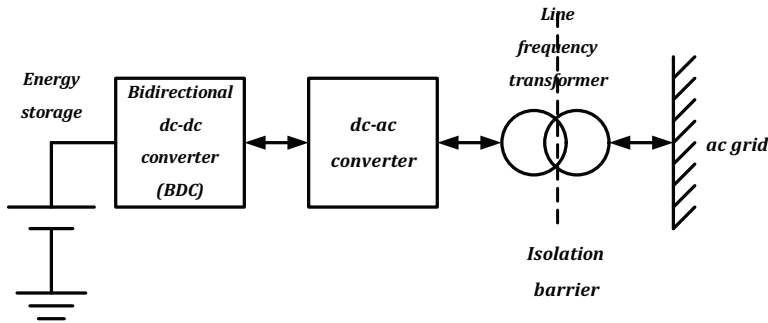 Energy
storage
Bidirectional
dc-dc
converter
(BDC)
dc-ac
converter
Line
frequency
transformer
ac grid
Isolation
barrier